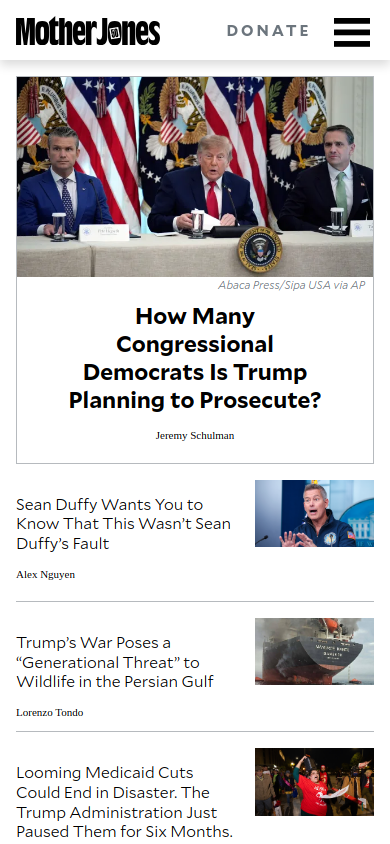 Mother Jones
DONATE
Abaca Press/Sipa USA via AP
How Many
Congressional
Democrats Is Trump
Planning to Prosecute?
Jeremy Schulman
Sean Duffy Wants You to
Know That This Wasn’t Sean
Duffy’s Fault
Alex Nguyen
Trump’s War Poses a
“Generational Threat” to
Wildlife in the Persian Gulf
Lorenzo Tondo
Looming Medicaid Cuts
Could End in Disaster. The
Trump Administration Just
Paused Them for Six Months.